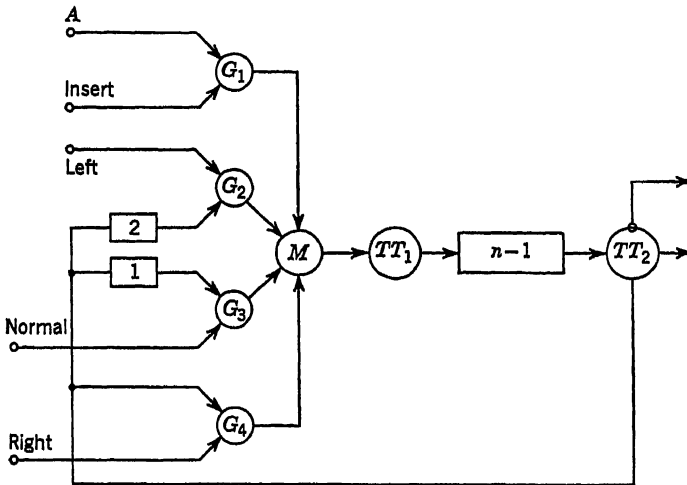 A
G₁
Insert
Left
G₂
2
M
TT₁
n−1
TT₂
1
G₃
Normal
G₄
Right